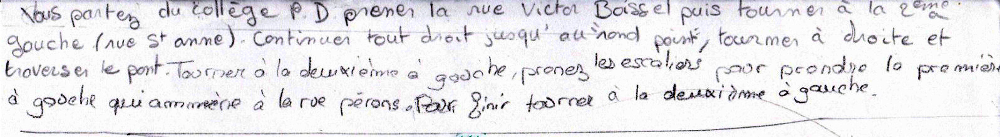 Vous partez du collège P. D. prener la rue Victor Boissel puis tourner à la 2ème à
gauche (rue St anne). Continuer tout droit jusqu'au rond point, tourner à droite et
traverser le pont. Tourner à la deuxième à gauche, prenez les escaliers pour prendre la première
à gauche qui ammmène à la rue pérons. Pour finir tourner à la deuxième à gauche.